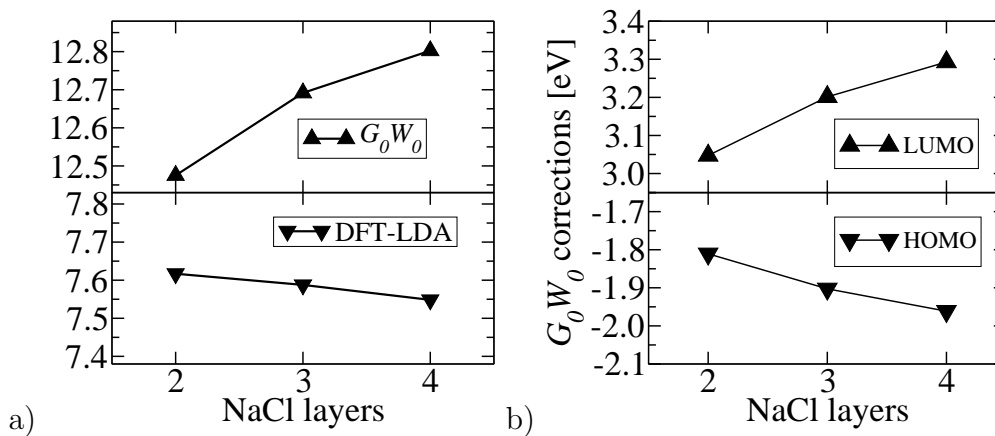 12.8
12.7
12.6
12.5
G₀W₀
7.8
7.7
7.6
7.5
7.4
DFT-LDA
2 3 4
NaCl layers
a)
G₀W₀ corrections [eV]
3.4
3.3
3.2
3.1
3.0
LUMO
-1.7
-1.8
-1.9
-2.0
-2.1
HOMO
2 3 4
NaCl layers
b)